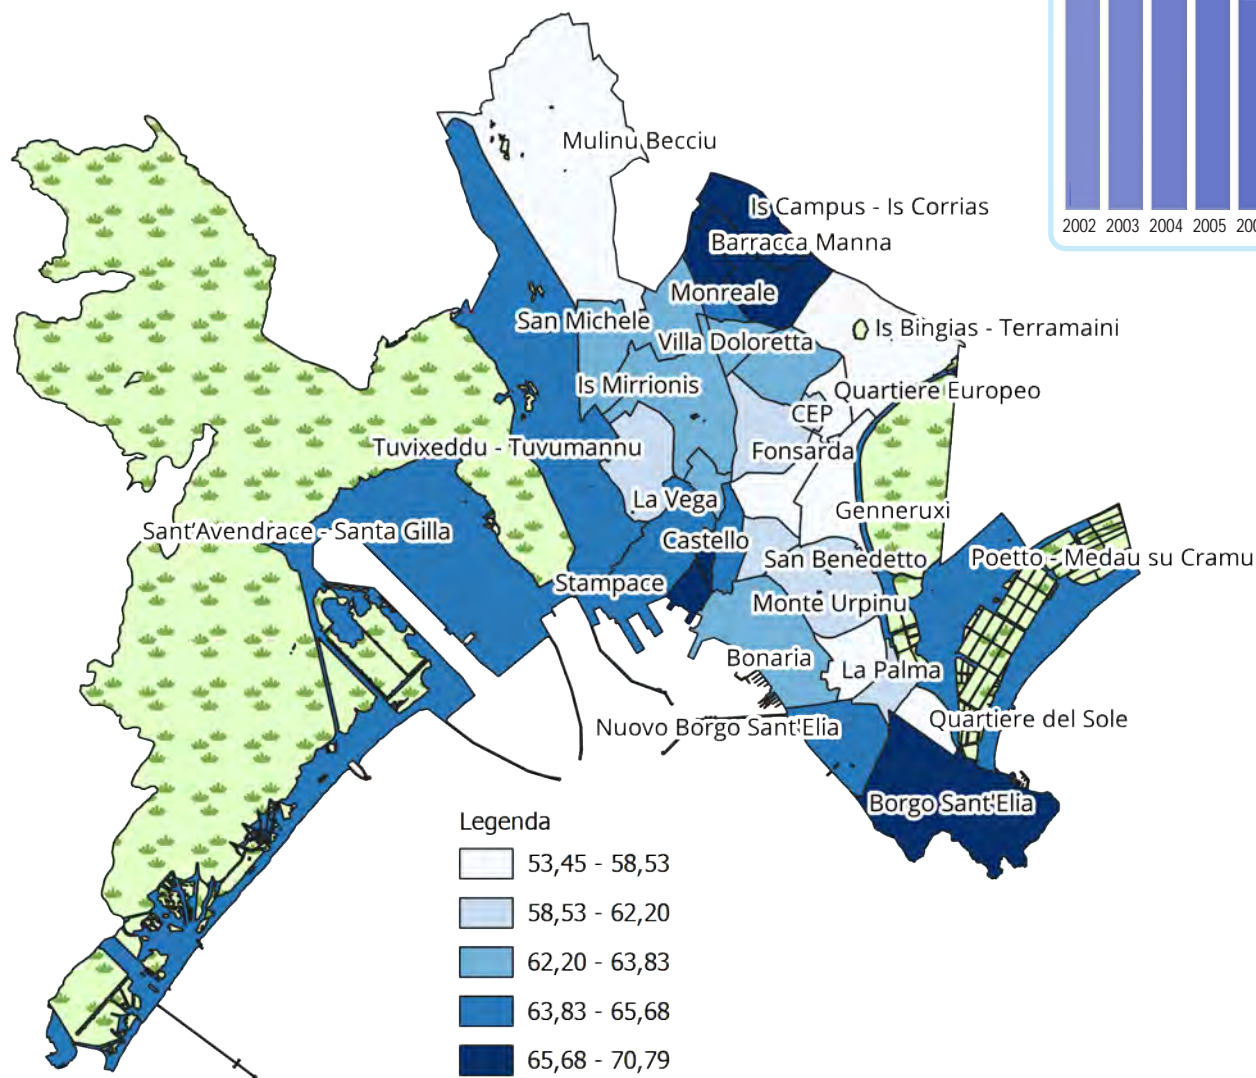 2002 2003 2004 2005
Mulinu Becciu
Is Campus - Is Corrias
Barracca Manna
Monreale
San Michele
Villa Doloretta
Is Bingias - Terramaini
Is Mirrionis
Quartiere Europeo
CEP
Tuvixeddu - Tuvumannu
Fonsarda
La Vega
Genneruxi
Sant'Avendrace - Santa Gilla
Castello
San Benedetto
Poetto - Medau su Cramu
Stampace
Monte Urpinu
Bonaria
La Palma
Nuovo Borgo Sant'Elia
Quartiere del Sole
Borgo Sant'Elia
Legenda
53,45 - 58,53
58,53 - 62,20
62,20 - 63,83
63,83 - 65,68
65,68 - 70,79